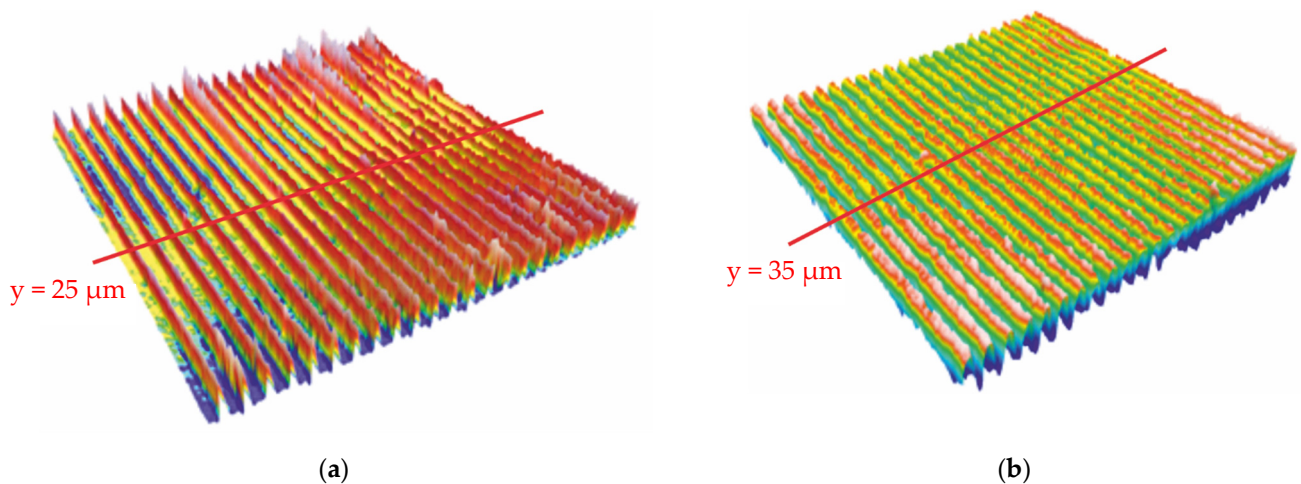 y = 25 µm
y = 35 µm
(a)
(b)